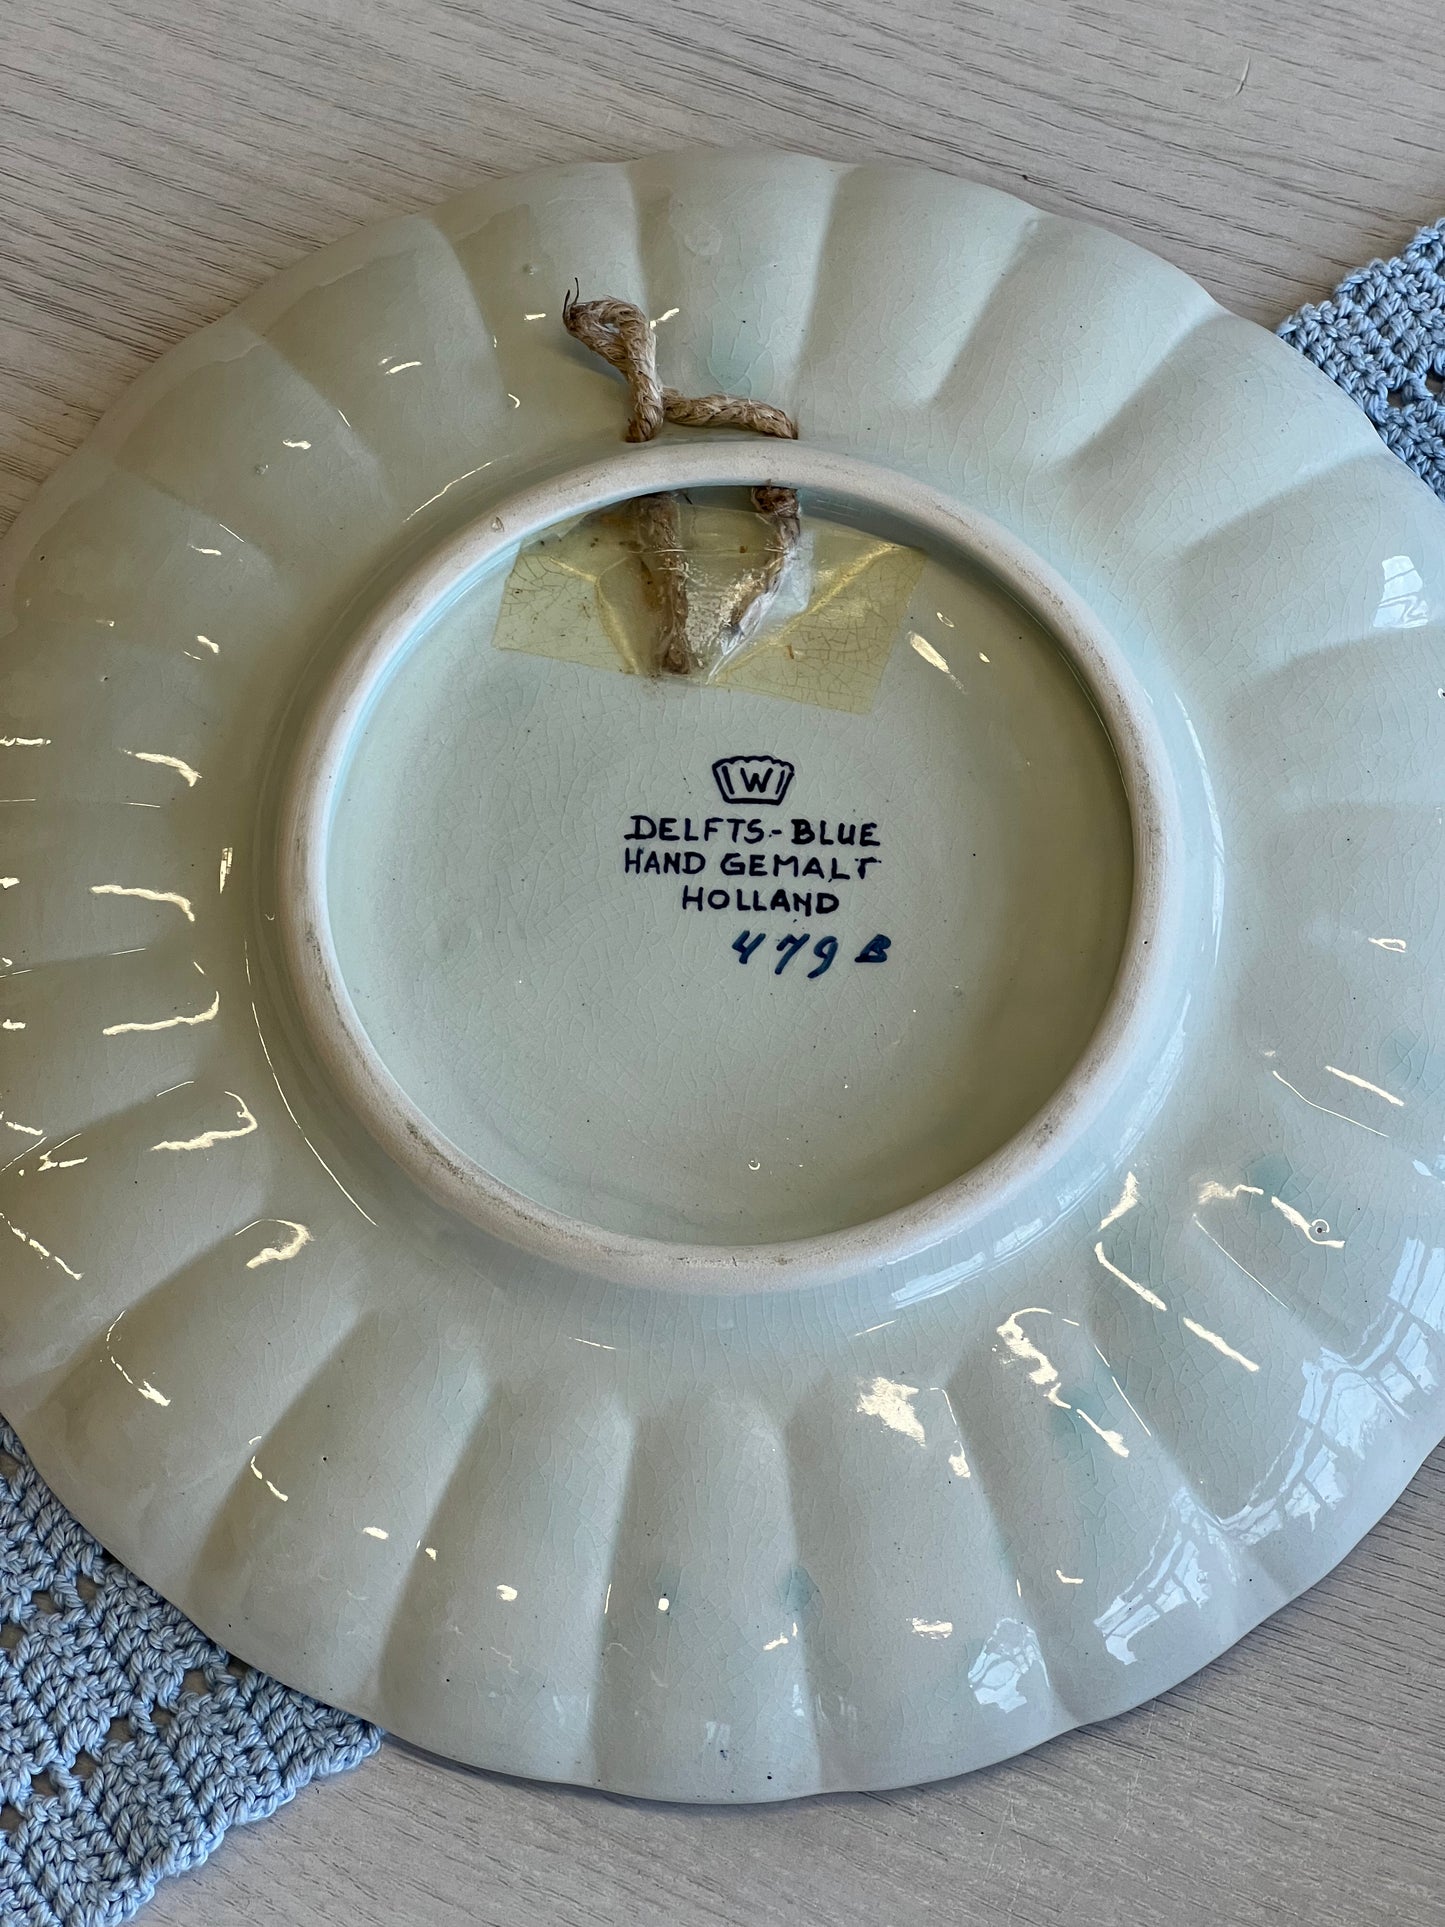 W
DELFTS-BLUE
HAND GEMALT
HOLLAND
479 B